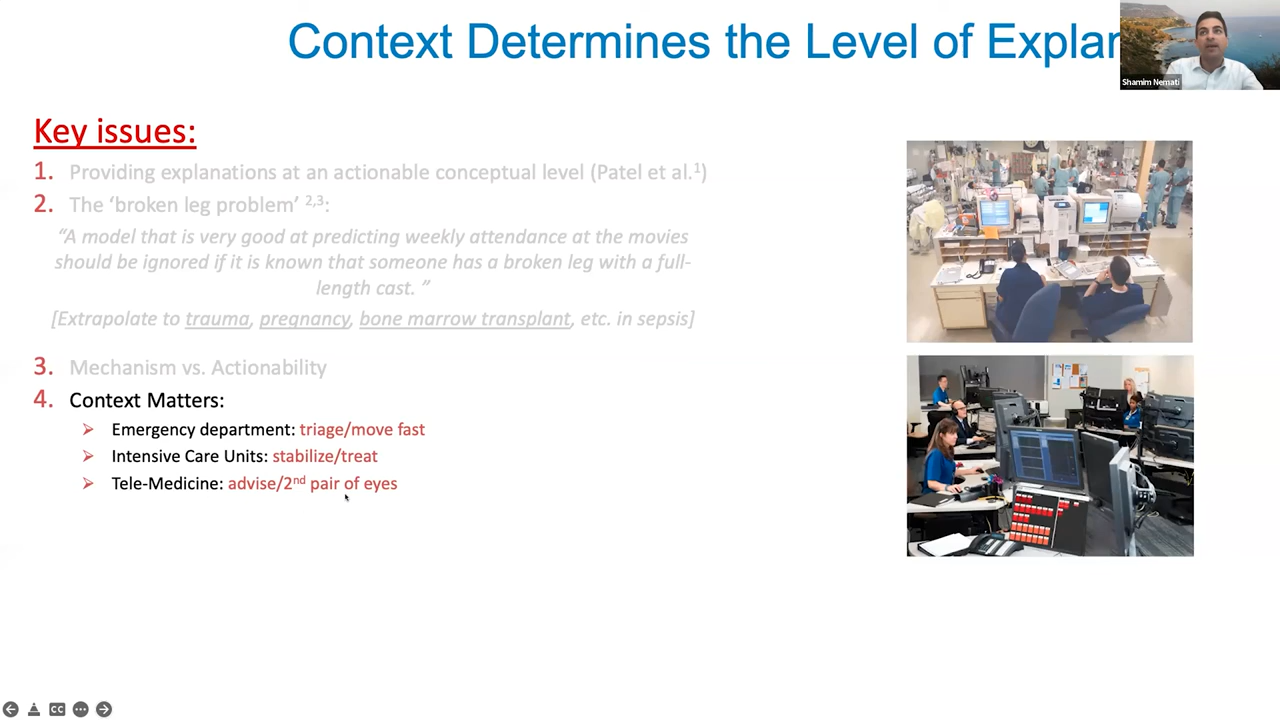 Context Determines the Level of Explan
Shamim Nemati
Key issues:
1. Providing explanations at an actionable conceptual level (Patel et al.1)
2. The ‘broken leg problem’ 2,3:
“A model that is very good at predicting weekly attendance at the movies
should be ignored if it is known that someone has a broken leg with a full-
length cast. ”
[Extrapolate to trauma, pregnancy, bone marrow transplant, etc. in sepsis]
3. Mechanism vs. Actionability
4. Context Matters:
➢ Emergency department: triage/move fast
➢ Intensive Care Units: stabilize/treat
➢ Tele-Medicine: advise/2nd pair of eyes
CC